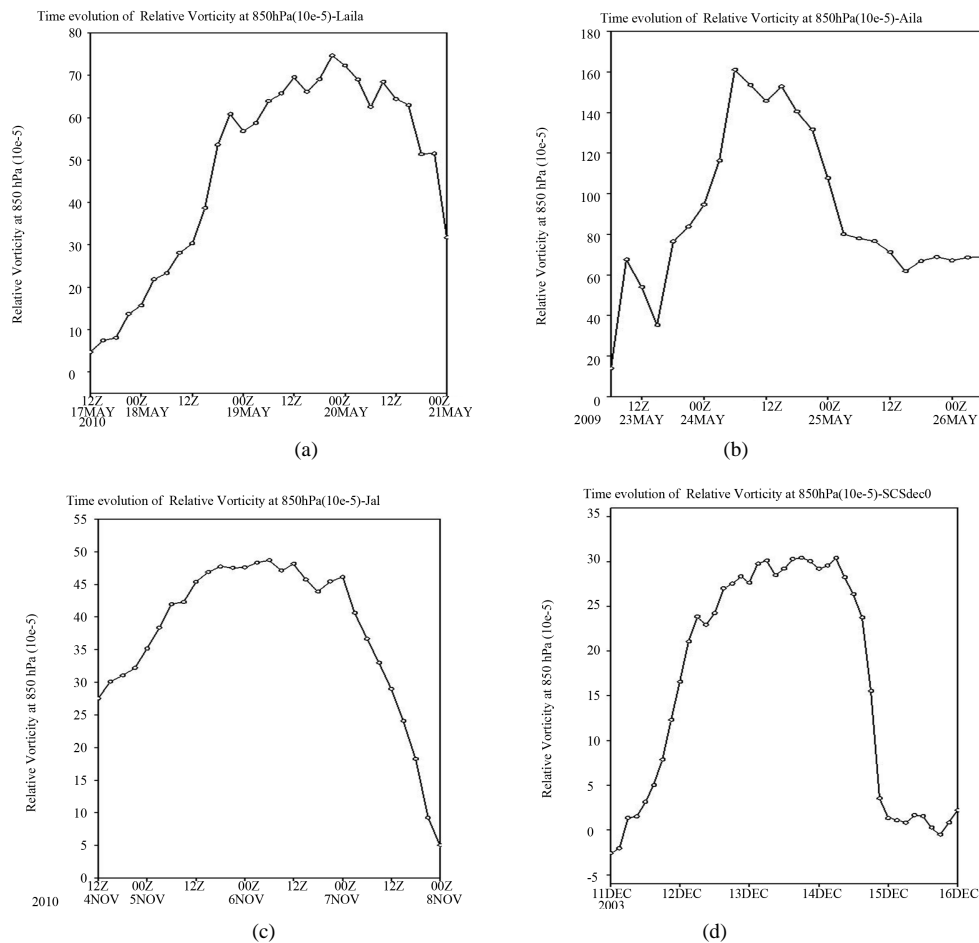 Time evolution of Relative Vorticity at 850hPa(10e-5)-Laila
Relative Vorticity at 850 hPa (10e-5)
80
70
60
50
40
30
20
10
0
12Z 00Z 12Z 00Z 12Z 00Z 12Z 00Z
17MAY 18MAY 19MAY 20MAY 21MAY
2010
(a)
Time evolution of Relative Vorticity at 850hPa(10e-5)-Aila
Relative Vorticity at 850 hPa (10e-5)
180
160
140
120
100
80
60
40
20
0
12Z 00Z 12Z 00Z 12Z 00Z
2009 23MAY 24MAY 25MAY 26MAY
(b)
Time evolution of Relative Vorticity at 850hPa(10e-5)-Jal
Relative Vorticity at 850 hPa (10e-5)
55
50
45
40
35
30
25
20
15
10
5
0
12Z 00Z 12Z 00Z 12Z 00Z 12Z 00Z
4NOV 5NOV 6NOV 7NOV 8NOV
2010
(c)
Time evolution of Relative Vorticity at 850hPa(10e-5)-SCSdec0
Relative Vorticity at 850 hPa (10e-5)
35
30
25
20
15
10
5
0
-5
11DEC 12DEC 13DEC 14DEC 15DEC 16DEC
2003
(d)